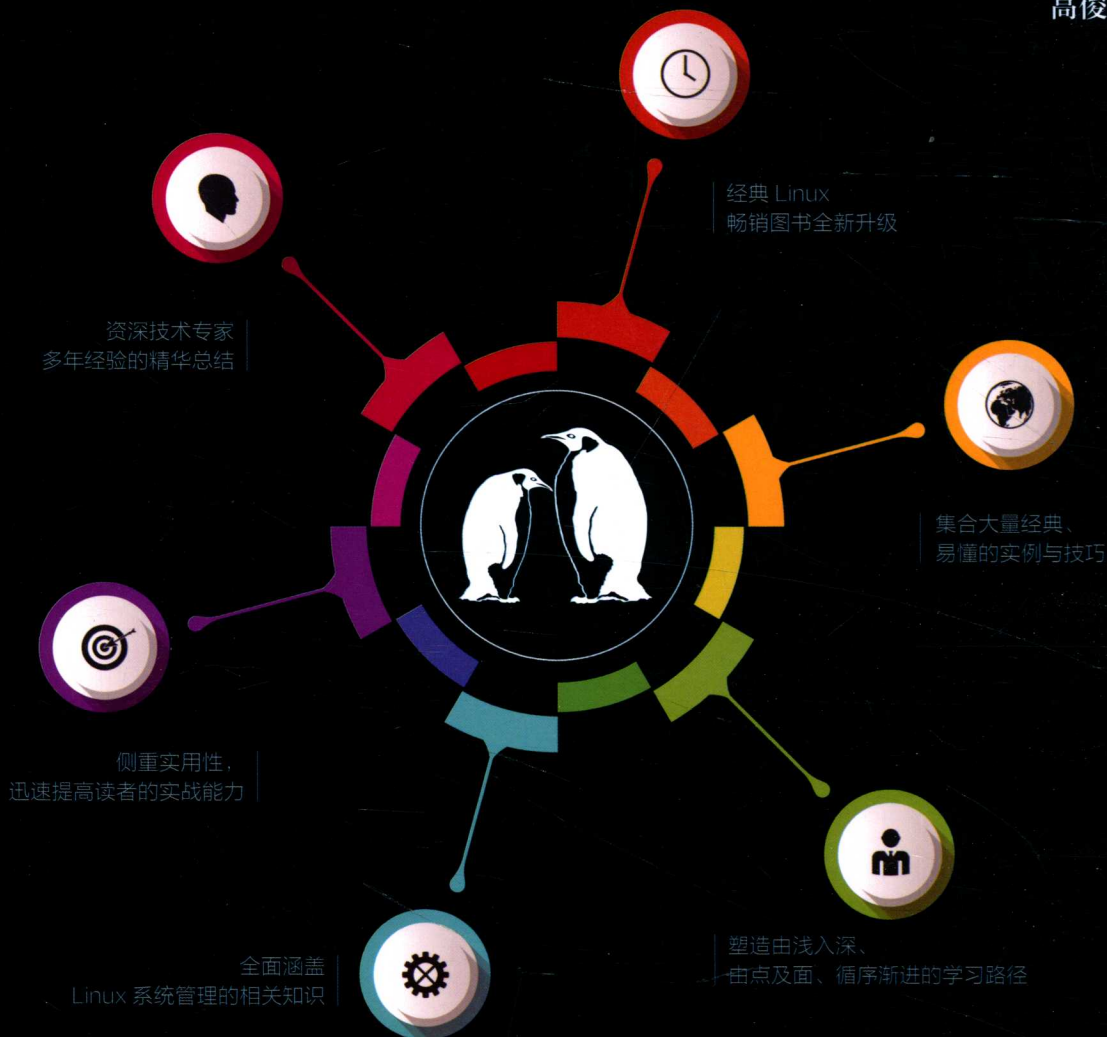 高俊
经典 Linux
畅销图书全新升级
资深技术专家
多年经验的精华总结
集合大量经典、
易懂的实例与技巧
侧重实用性，
迅速提高读者的实战能力
塑造由浅入深、
由点及面、循序渐进的学习路径
全面涵盖
Linux 系统管理的相关知识